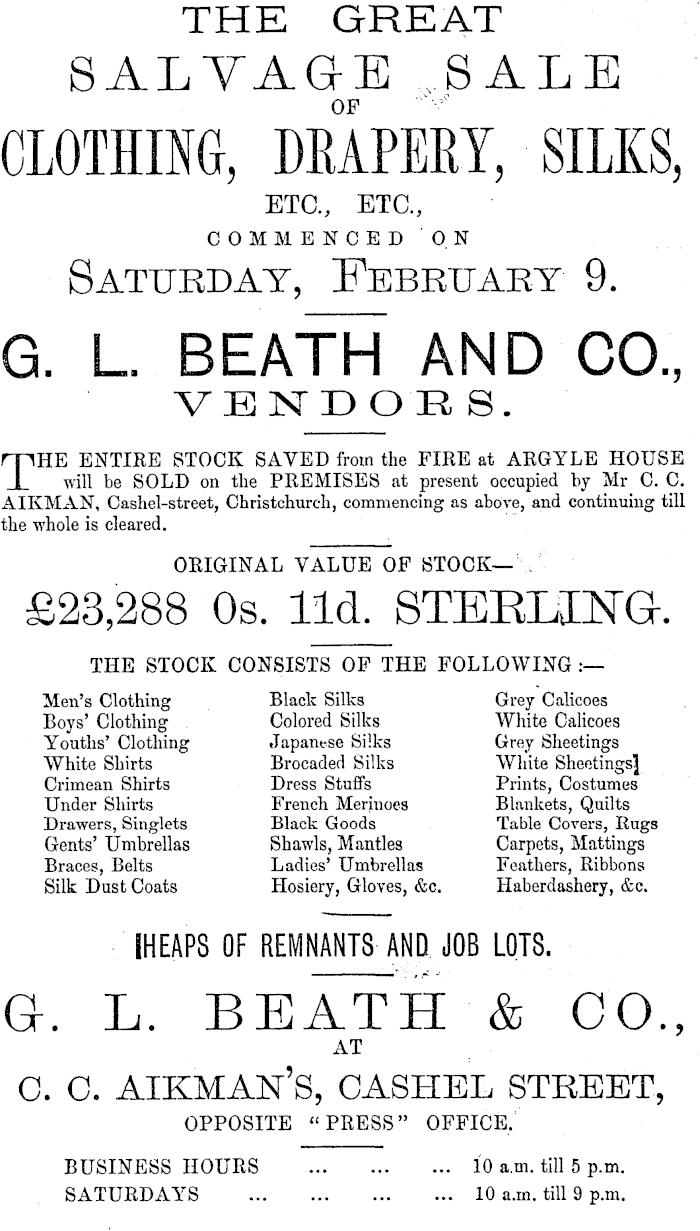 THE GREAT
SALVAGE SALE
OF
CLOTHING, DRAPERY, SILKS,
ETC., ETC.,
COMMENCED ON
SATURDAY, FEBRUARY 9.
G. L. BEATH AND CO.,
VENDORS.
THE ENTIRE STOCK SAVED from the FIRE at ARGYLE HOUSE
will be SOLD on the PREMISES at present occupied by Mr C. C.
AIKMAN, Cashel-street, Christchurch, commencing as above, and continuing till
the whole is cleared.
ORIGINAL VALUE OF STOCK—
£23,288 0s. 11d. STERLING.
THE STOCK CONSISTS OF THE FOLLOWING :—
Men's Clothing
Boys' Clothing
Youths' Clothing
White Shirts
Crimean Shirts
Under Shirts
Drawers, Singlets
Gents' Umbrellas
Braces, Belts
Silk Dust Coats
Black Silks
Colored Silks
Japanese Silks
Brocaded Silks
Dress Stuffs
French Merinoes
Black Goods
Shawls, Mantles
Ladies' Umbrellas
Hosiery, Gloves, &c.
Grey Calicoes
White Calicoes
Grey Sheetings
White Sheetings
Prints, Costumes
Blankets, Quilts
Table Covers, Rugs
Carpets, Mattings
Feathers, Ribbons
Haberdashery, &c.
HEAPS OF REMNANTS AND JOB LOTS.
G. L. BEATH & CO.,
AT
C. C. AIKMAN'S, CASHEL STREET,
OPPOSITE "PRESS" OFFICE.
BUSINESS HOURS ... ... ... 10 a.m. till 5 p.m.
SATURDAYS ... ... ... ... 10 a.m. till 9 p.m.